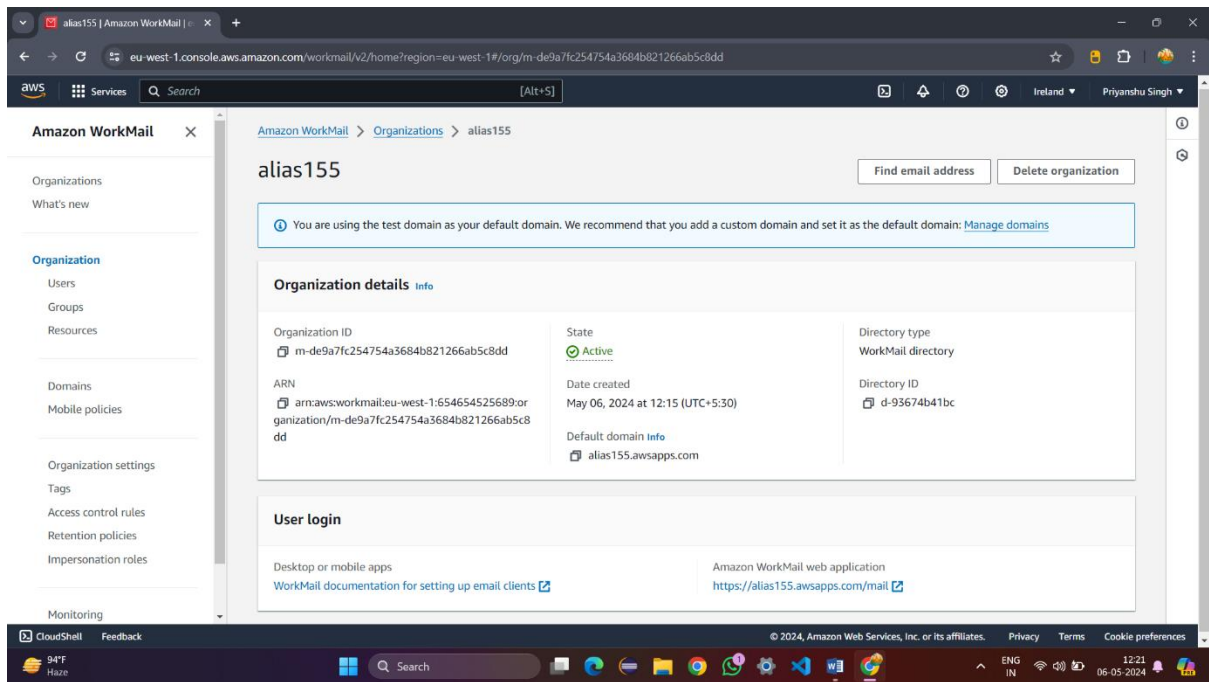 alias155 | Amazon WorkMail | e
eu-west-1.console.aws.amazon.com/workmail/v2/home?region=eu-west-1#/org/m-de9a7fc254754a3684b821266ab5c8dd
aws Services Search [Alt+S] Ireland Priyanshu Singh
Amazon WorkMail
Organizations
What's new
Organization
Users
Groups
Resources
Domains
Mobile policies
Organization settings
Tags
Access control rules
Retention policies
Impersonation roles
Monitoring
Amazon WorkMail > Organizations > alias155
alias155
Find email address Delete organization
You are using the test domain as your default domain. We recommend that you add a custom domain and set it as the default domain: Manage domains
Organization details Info
Organization ID
m-de9a7fc254754a3684b821266ab5c8dd
ARN
arn:aws:workmail:eu-west-1:654654525689:or
ganization/m-de9a7fc254754a3684b821266ab5c8
dd
State
Active
Date created
May 06, 2024 at 12:15 (UTC+5:30)
Default domain Info
alias155.awsapps.com
Directory type
WorkMail directory
Directory ID
d-93674b41bc
User login
Desktop or mobile apps
WorkMail documentation for setting up email clients
Amazon WorkMail web application
https://alias155.awsapps.com/mail
CloudShell Feedback © 2024, Amazon Web Services, Inc. or its affiliates. Privacy Terms Cookie preferences
94°F
Haze
Search
ENG
IN
12:21
06-05-2024